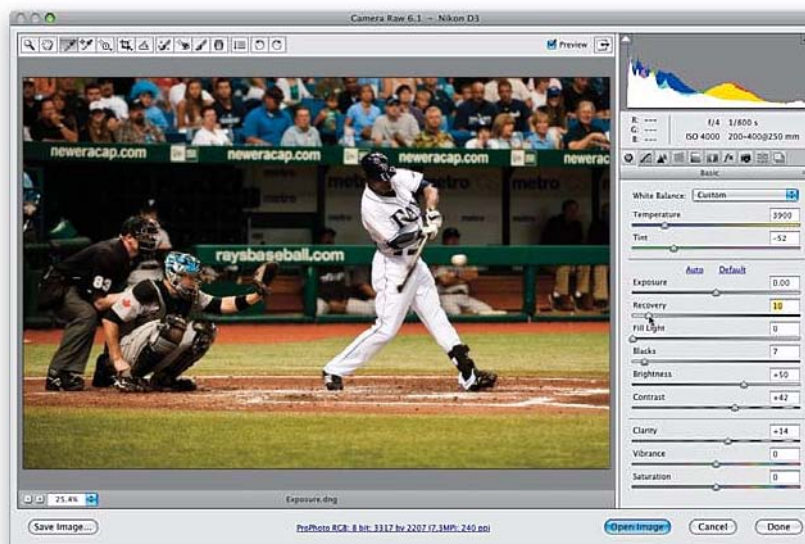 Camera Raw 6.1 – Nikon D3
Preview
R: ---
G: ---
B: ---
f/4 1/800 s
ISO 4000 200-400@250 mm
Basic
White Balance: Custom
Temperature 3900
Tint -52
Auto Default
Exposure 0.00
Recovery 10
Fill Light 0
Blacks 7
Brightness +50
Contrast +42
Clarity +14
Vibrance 0
Saturation 0
neweracap.com
neweracap.com
neweracap.com
newerac
metro
metro
metro
RAYS
raysbaseball.com
83
25.4%
Exposure.dng
Save Image...
ProPhoto RGB; 8 bit; 3317 by 2207 (7.3MP); 240 ppi
Open Image
Cancel
Done